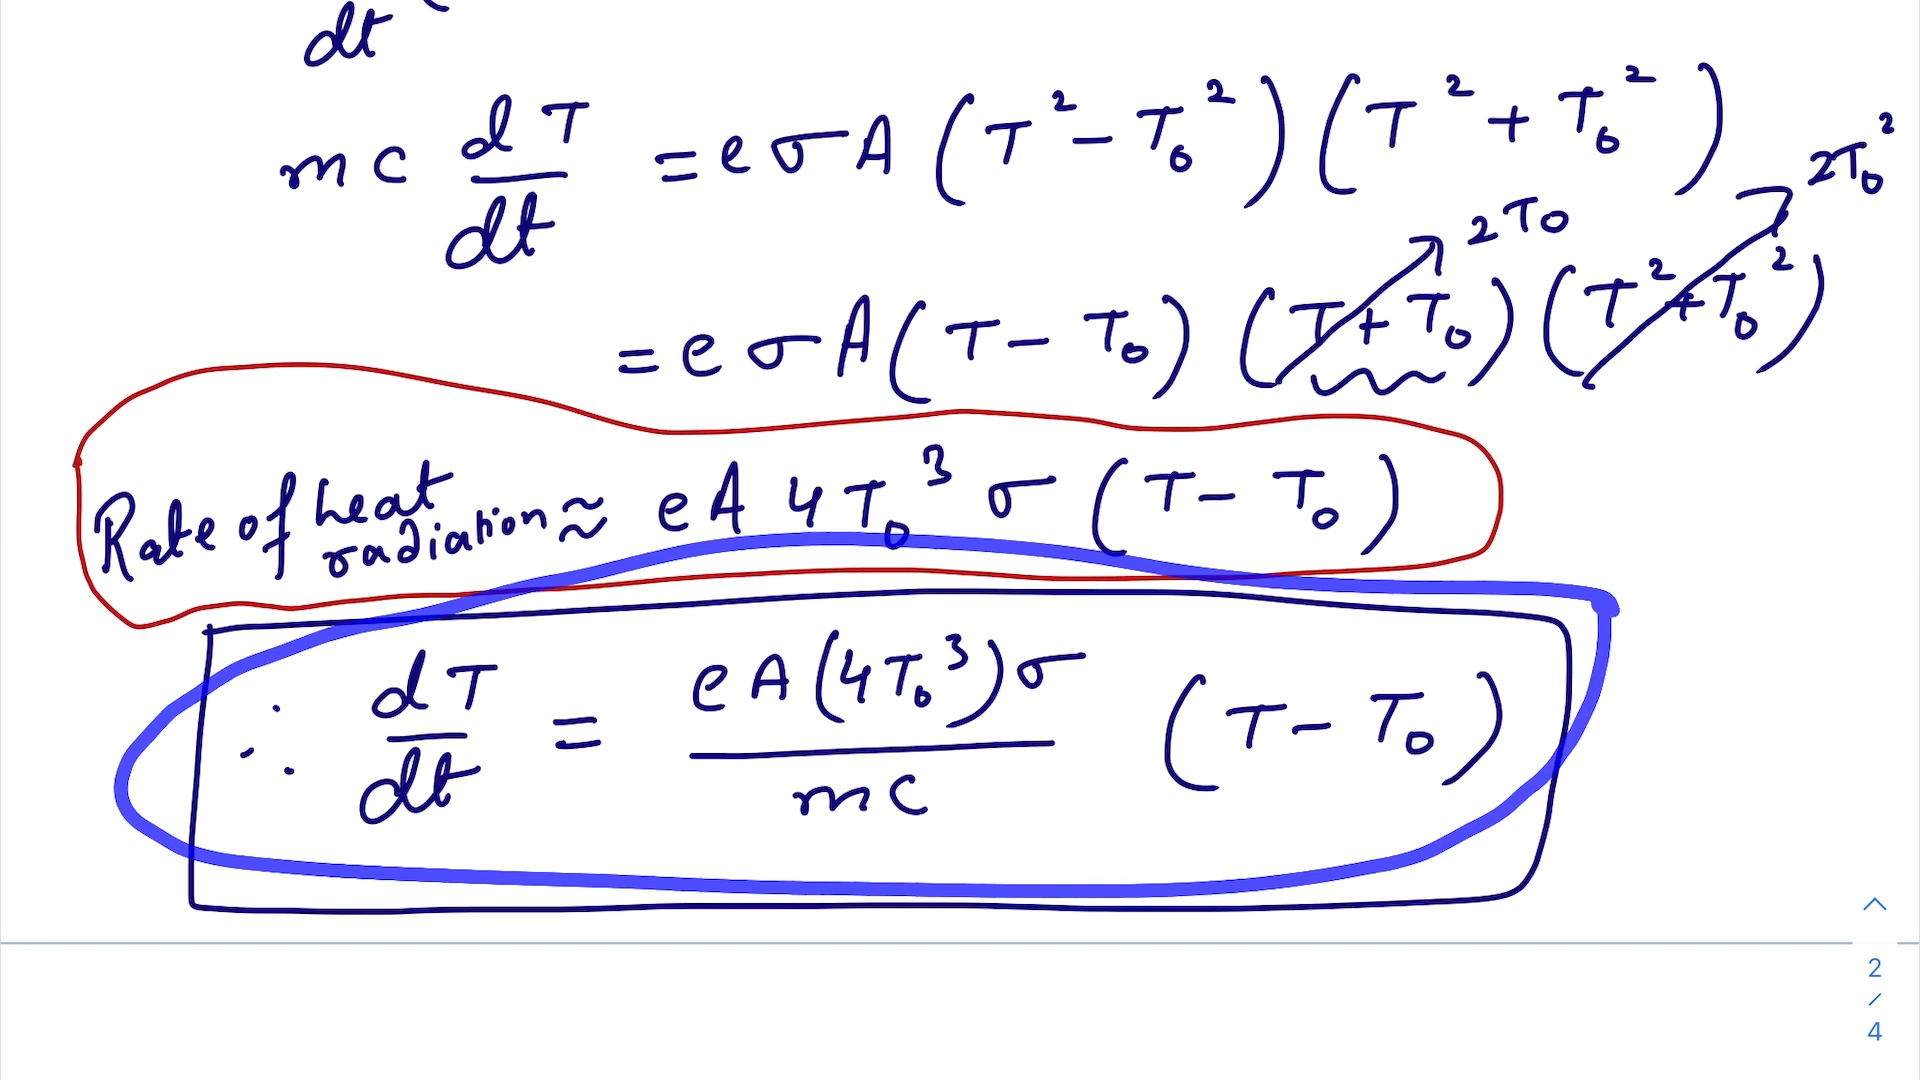 dt
mc dT/dt = eσA (T² - T₀²) (T² + T₀²)
2T₀ 2T₀²
= eσA (T - T₀) (T + T₀) (T² + T₀²)
Rate of heat radiation ≈ eA 4T₀³ σ (T - T₀)
∴ dT/dt = eA(4T₀³)σ/mc (T - T₀)
2
/
4